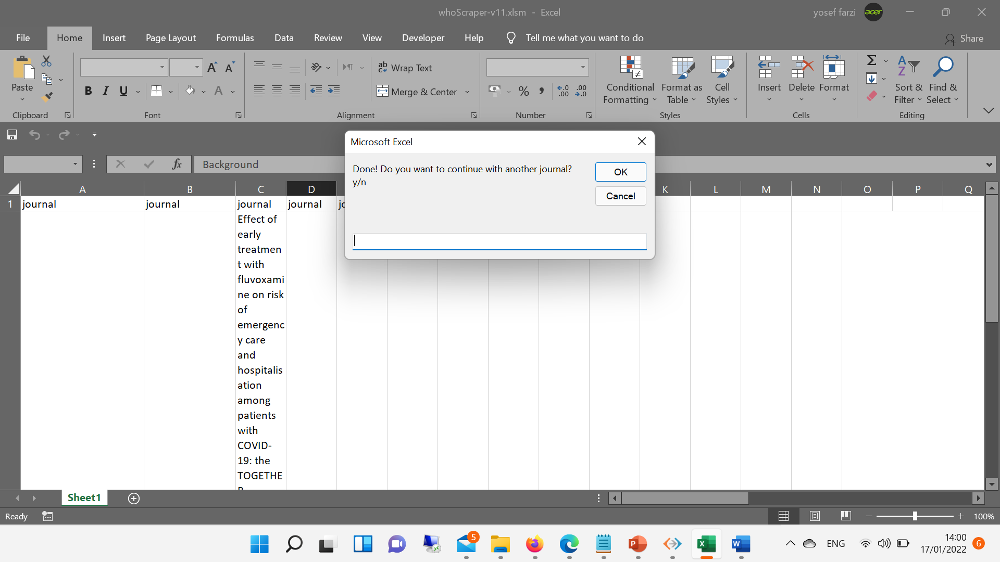 whoScraper-v11.xlsm - Excel
yosef farzi
acer
File Home Insert Page Layout Formulas Data Review View Developer Help Tell me what you want to do
Share
Paste
Clipboard
A A
B I U A
Font
ab Wrap Text
Merge & Center
Alignment
% ,
Number
Conditional
Formatting
Format as
Table
Cell
Styles
Styles
Insert Delete Format
Cells
Sort &
Filter
Find &
Select
Editing
fx Background
Microsoft Excel
Done! Do you want to continue with another journal?
y/n
OK
Cancel
A B C D K L M N O P Q
1 journal journal journal journal
Effect of
early
treatmen
t with
fluvoxami
ne on risk
of
emergenc
y care
and
hospitalis
ation
among
patients
with
COVID-
19: the
TOGETHE
Sheet1
Ready
100%
5
ENG
14:00
17/01/2022
6